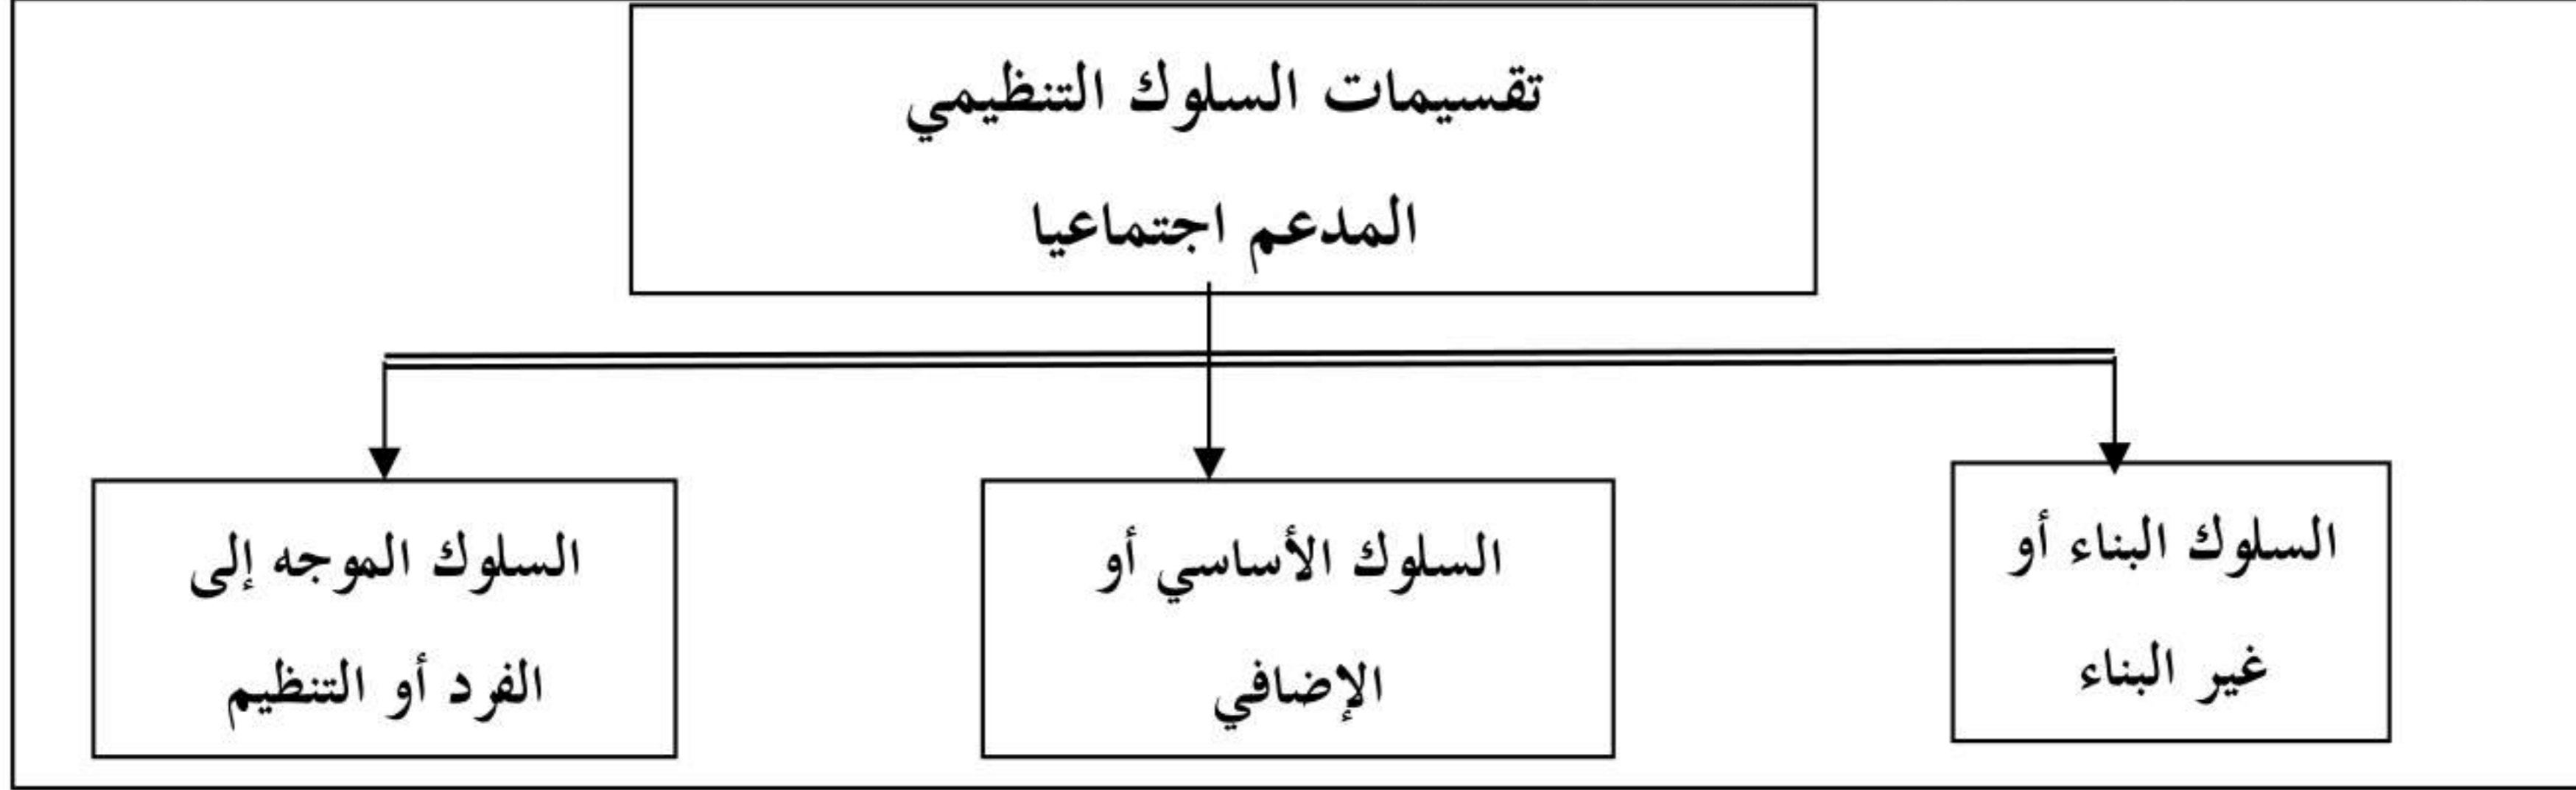 تقسيمات السلوك التنظيمي
المدعم اجتماعيا
السلوك البناء أو
غير البناء
السلوك الأساسي أو
الإضافي
السلوك الموجه إلى
الفرد أو التنظيم